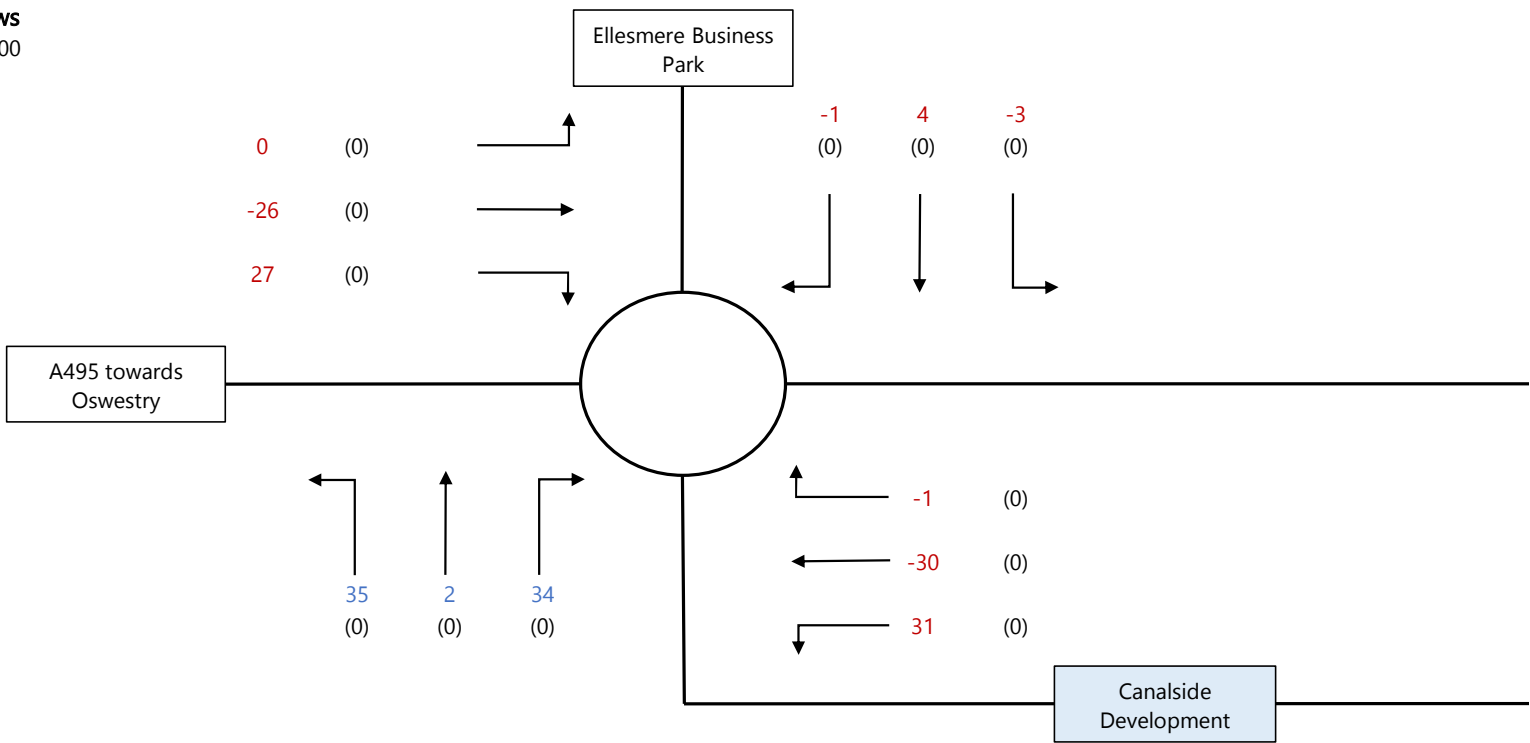 Ellesmere Business
Park
-1 4 -3
0 (0) (0) (0) (0)
-26 (0)
27 (0)
A495 towards
Oswestry
-1 (0)
-30 (0)
35 2 34
(0) (0) (0) 31 (0)
Canalside
Development